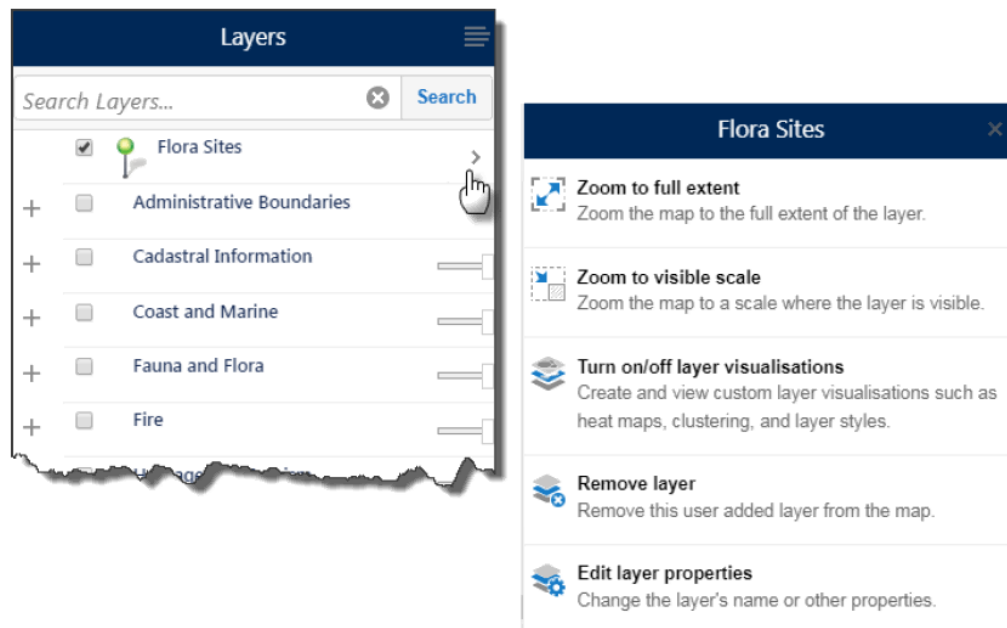 Layers
Search Layers...
Search
Flora Sites
Administrative Boundaries
Cadastral Information
Coast and Marine
Fauna and Flora
Fire
Flora Sites
Zoom to full extent
Zoom the map to the full extent of the layer.
Zoom to visible scale
Zoom the map to a scale where the layer is visible.
Turn on/off layer visualisations
Create and view custom layer visualisations such as
heat maps, clustering, and layer styles.
Remove layer
Remove this user added layer from the map.
Edit layer properties
Change the layer's name or other properties.